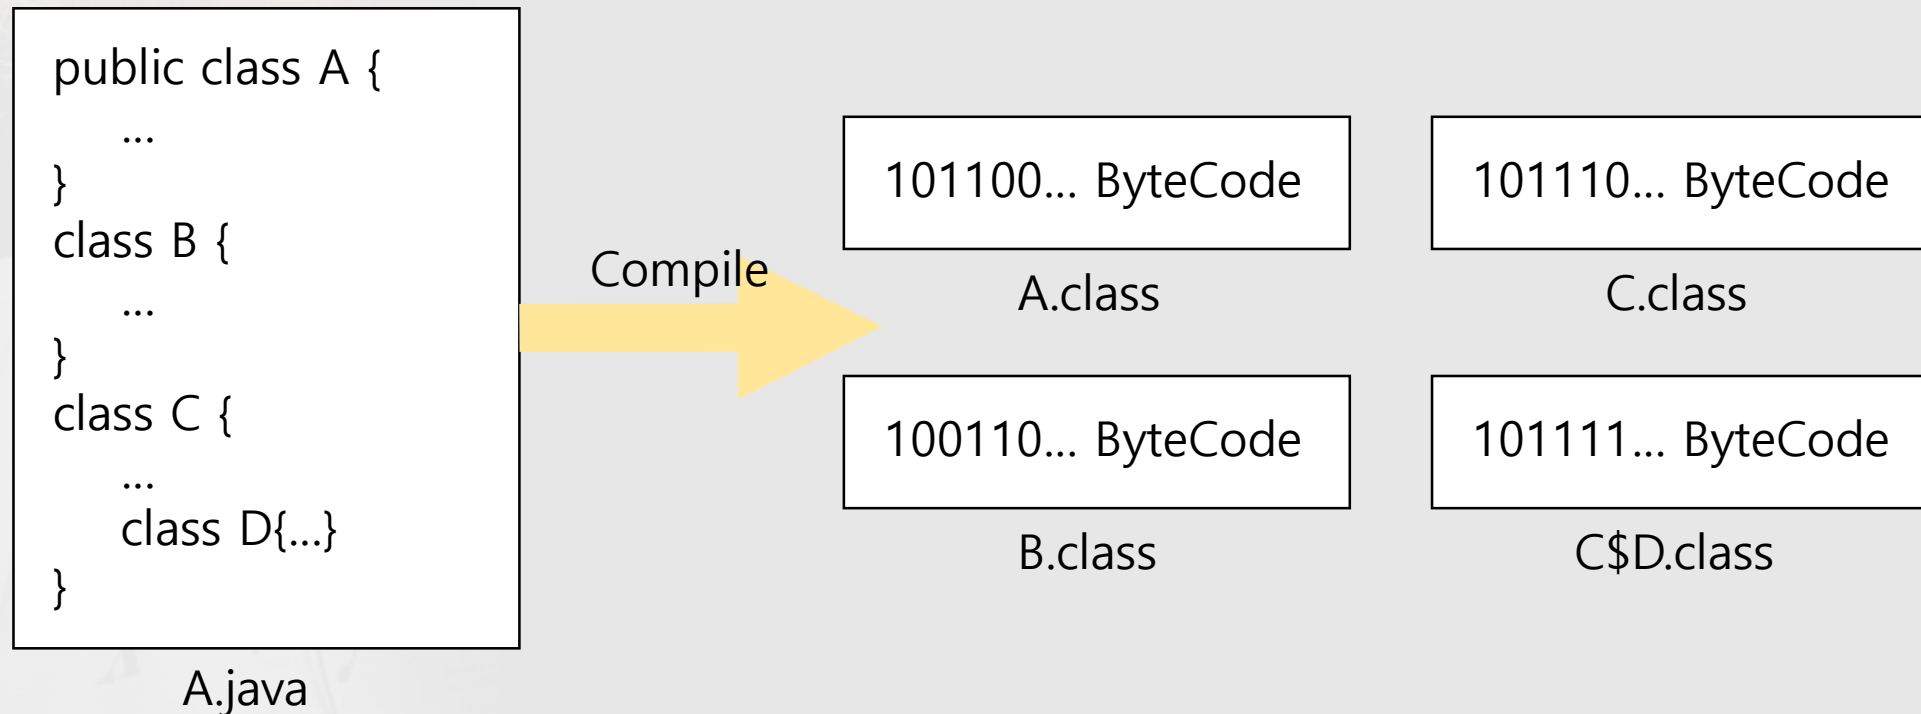 public class A {
...
}
class B {
...
}
class C {
...
class D{...}
}
A.java
Compile
101100... ByteCode
A.class
101110... ByteCode
C.class
100110... ByteCode
B.class
101111... ByteCode
C$D.class